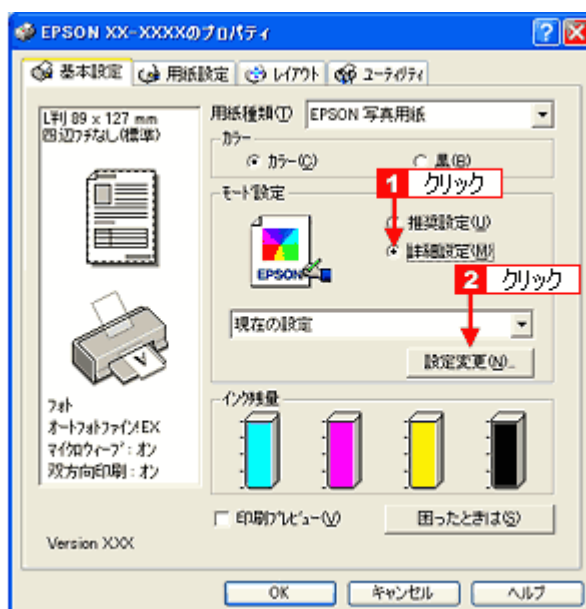 EPSON XX-XXXXのプロパティ
基本設定 用紙設定 レイアウト ユーティリティ
L判 89 x 127 mm
四辺フチなし(標準)
用紙種類(T) EPSON 写真用紙
カラー
カラー(C) 黒(B)
1 クリック
モード設定
推奨設定(U)
詳細設定(M)
EPSON
2 クリック
現在の設定
設定変更(N)...
フォト
オートフォトファイン!EX
マイクロウィーブ : オン
双方向印刷 : オン
インク残量
印刷プレビュー(V) 困ったときは(S)
Version XXX
OK キャンセル ヘルプ